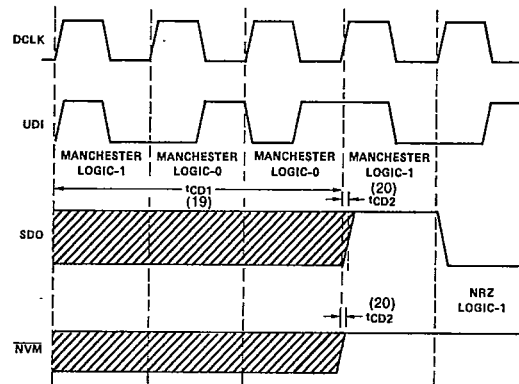 DCLK
UDI
MANCHESTER LOGIC-1
MANCHESTER LOGIC-0
MANCHESTER LOGIC-0
MANCHESTER LOGIC-1
tCD1
(19)
(20)
tCD2
SDO
NRZ
LOGIC-1
(20)
tCD2
NVM